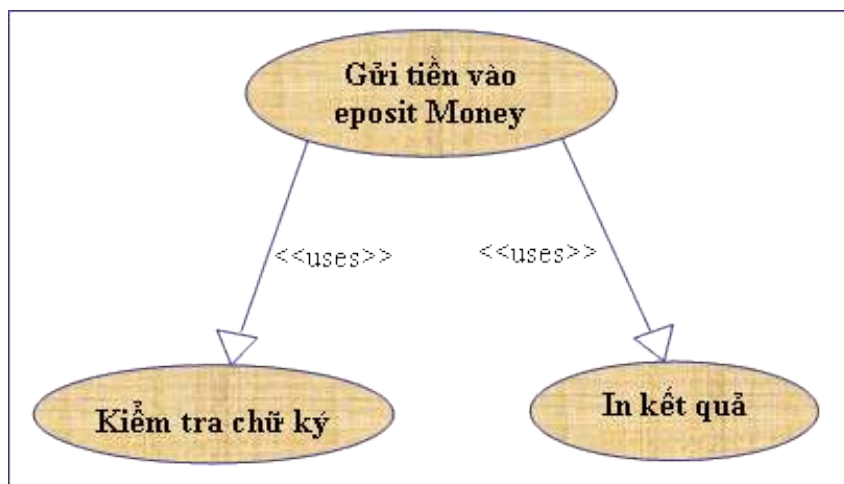 Gửi tiền vào
eposit Money
<<uses>>
<<uses>>
Kiểm tra chữ ký
In kết quả